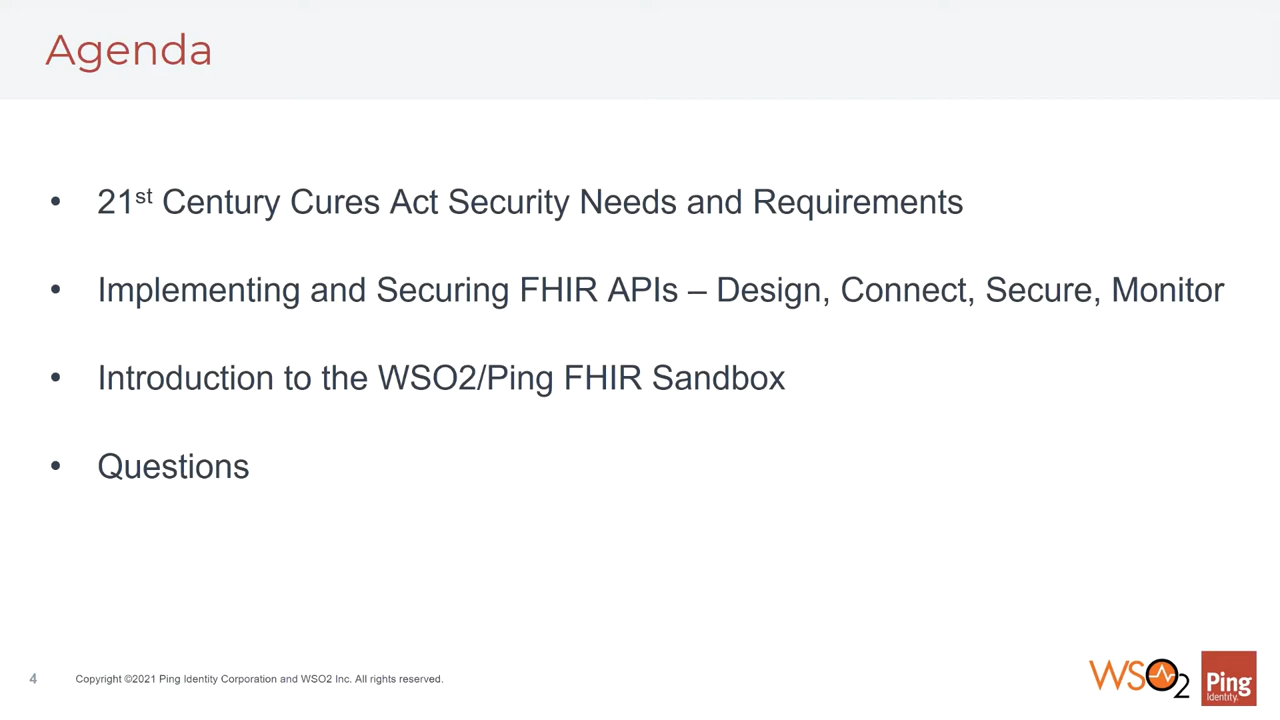 Agenda
• 21st Century Cures Act Security Needs and Requirements
• Implementing and Securing FHIR APIs – Design, Connect, Secure, Monitor
• Introduction to the WSO2/Ping FHIR Sandbox
• Questions
4 Copyright ©2021 Ping Identity Corporation and WSO2 Inc. All rights reserved.
WSO2
Ping
Identity.